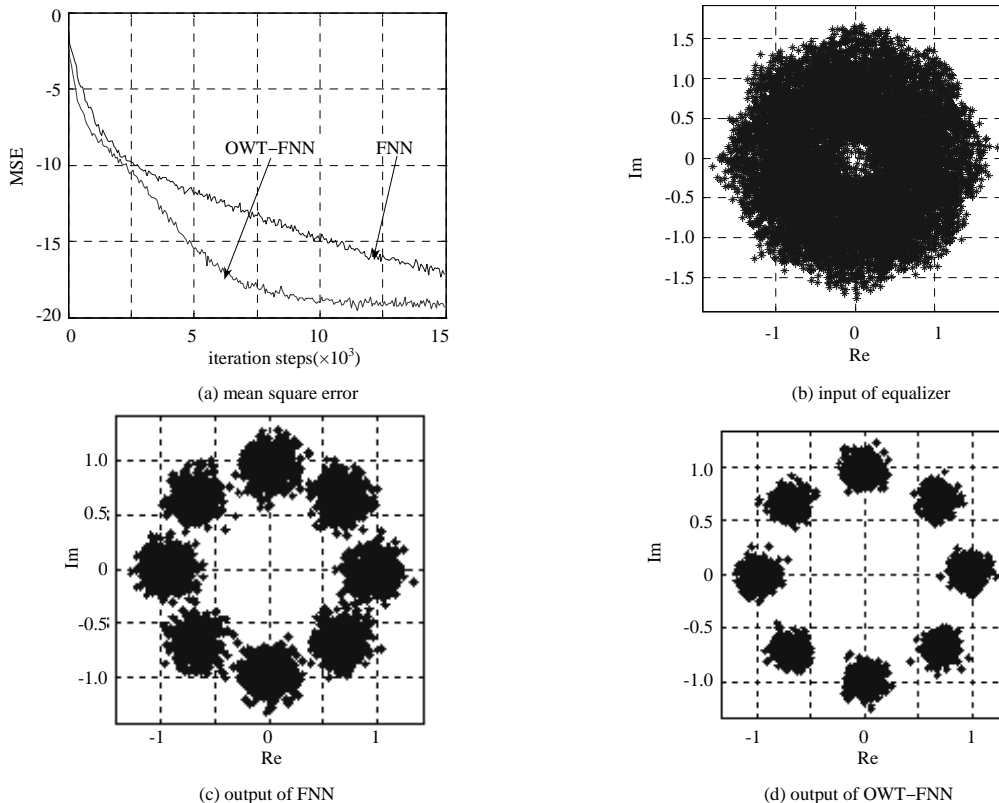 0
-5
-10
-15
-20
MSE
OWT-FNN
FNN
0
5
10
15
iteration steps(×10³)
(a) mean square error
1.5
1.0
0.5
0
-0.5
-1.0
-1.5
Im
-1
0
1
Re
(b) input of equalizer
1.0
0.5
0
-0.5
-1.0
Im
-1
0
1
Re
(c) output of FNN
1.0
0.5
0
-0.5
-1.0
Im
-1
0
1
Re
(d) output of OWT-FNN